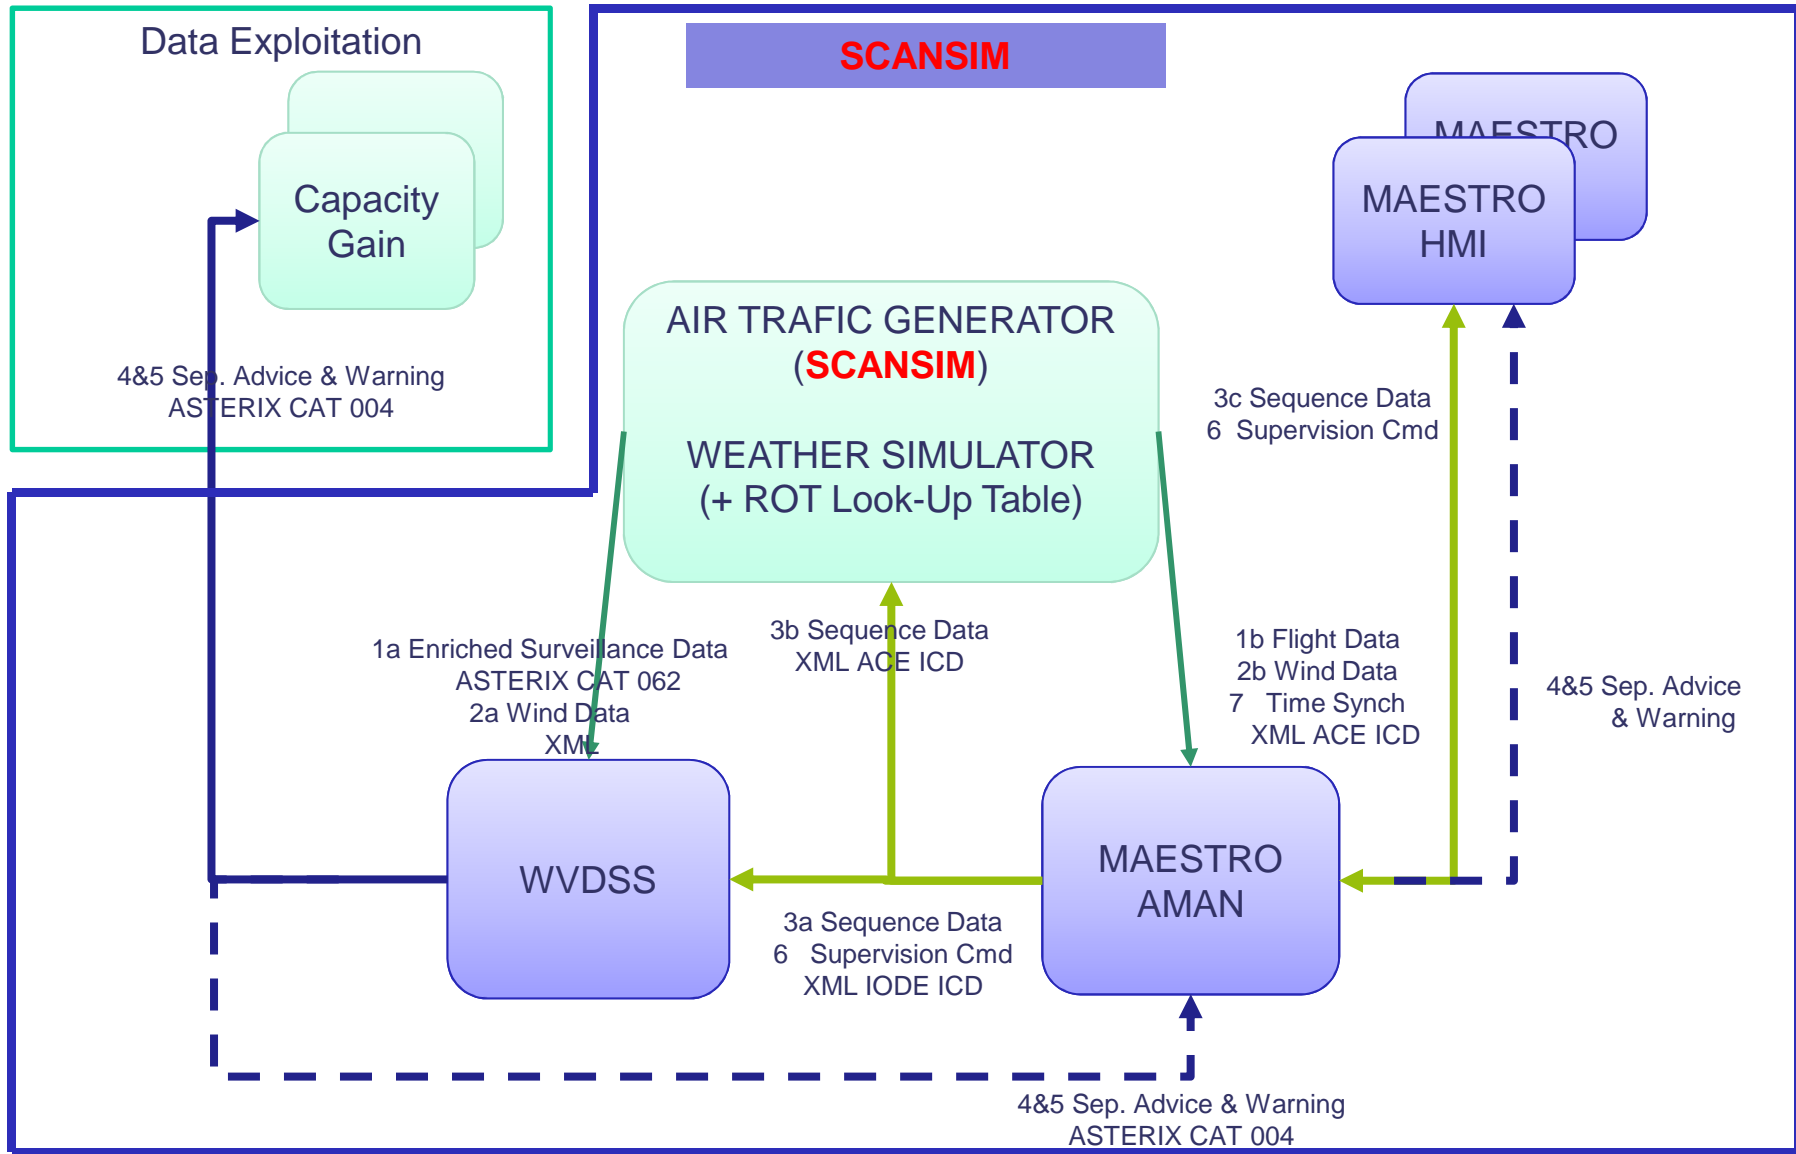 Data Exploitation
SCANSIM
Capacity
Gain
MAESTRO
MAESTRO
HMI
AIR TRAFIC GENERATOR
(SCANSIM)
WEATHER SIMULATOR
(+ ROT Look-Up Table)
4&5 Sep. Advice & Warning
ASTERIX CAT 004
3c Sequence Data
6 Supervision Cmd
1a Enriched Surveillance Data
ASTERIX CAT 062
2a Wind Data
XML
3b Sequence Data
XML ACE ICD
1b Flight Data
2b Wind Data
7 Time Synch
XML ACE ICD
4&5 Sep. Advice
& Warning
WVDSS
MAESTRO
AMAN
3a Sequence Data
6 Supervision Cmd
XML IODE ICD
4&5 Sep. Advice & Warning
ASTERIX CAT 004